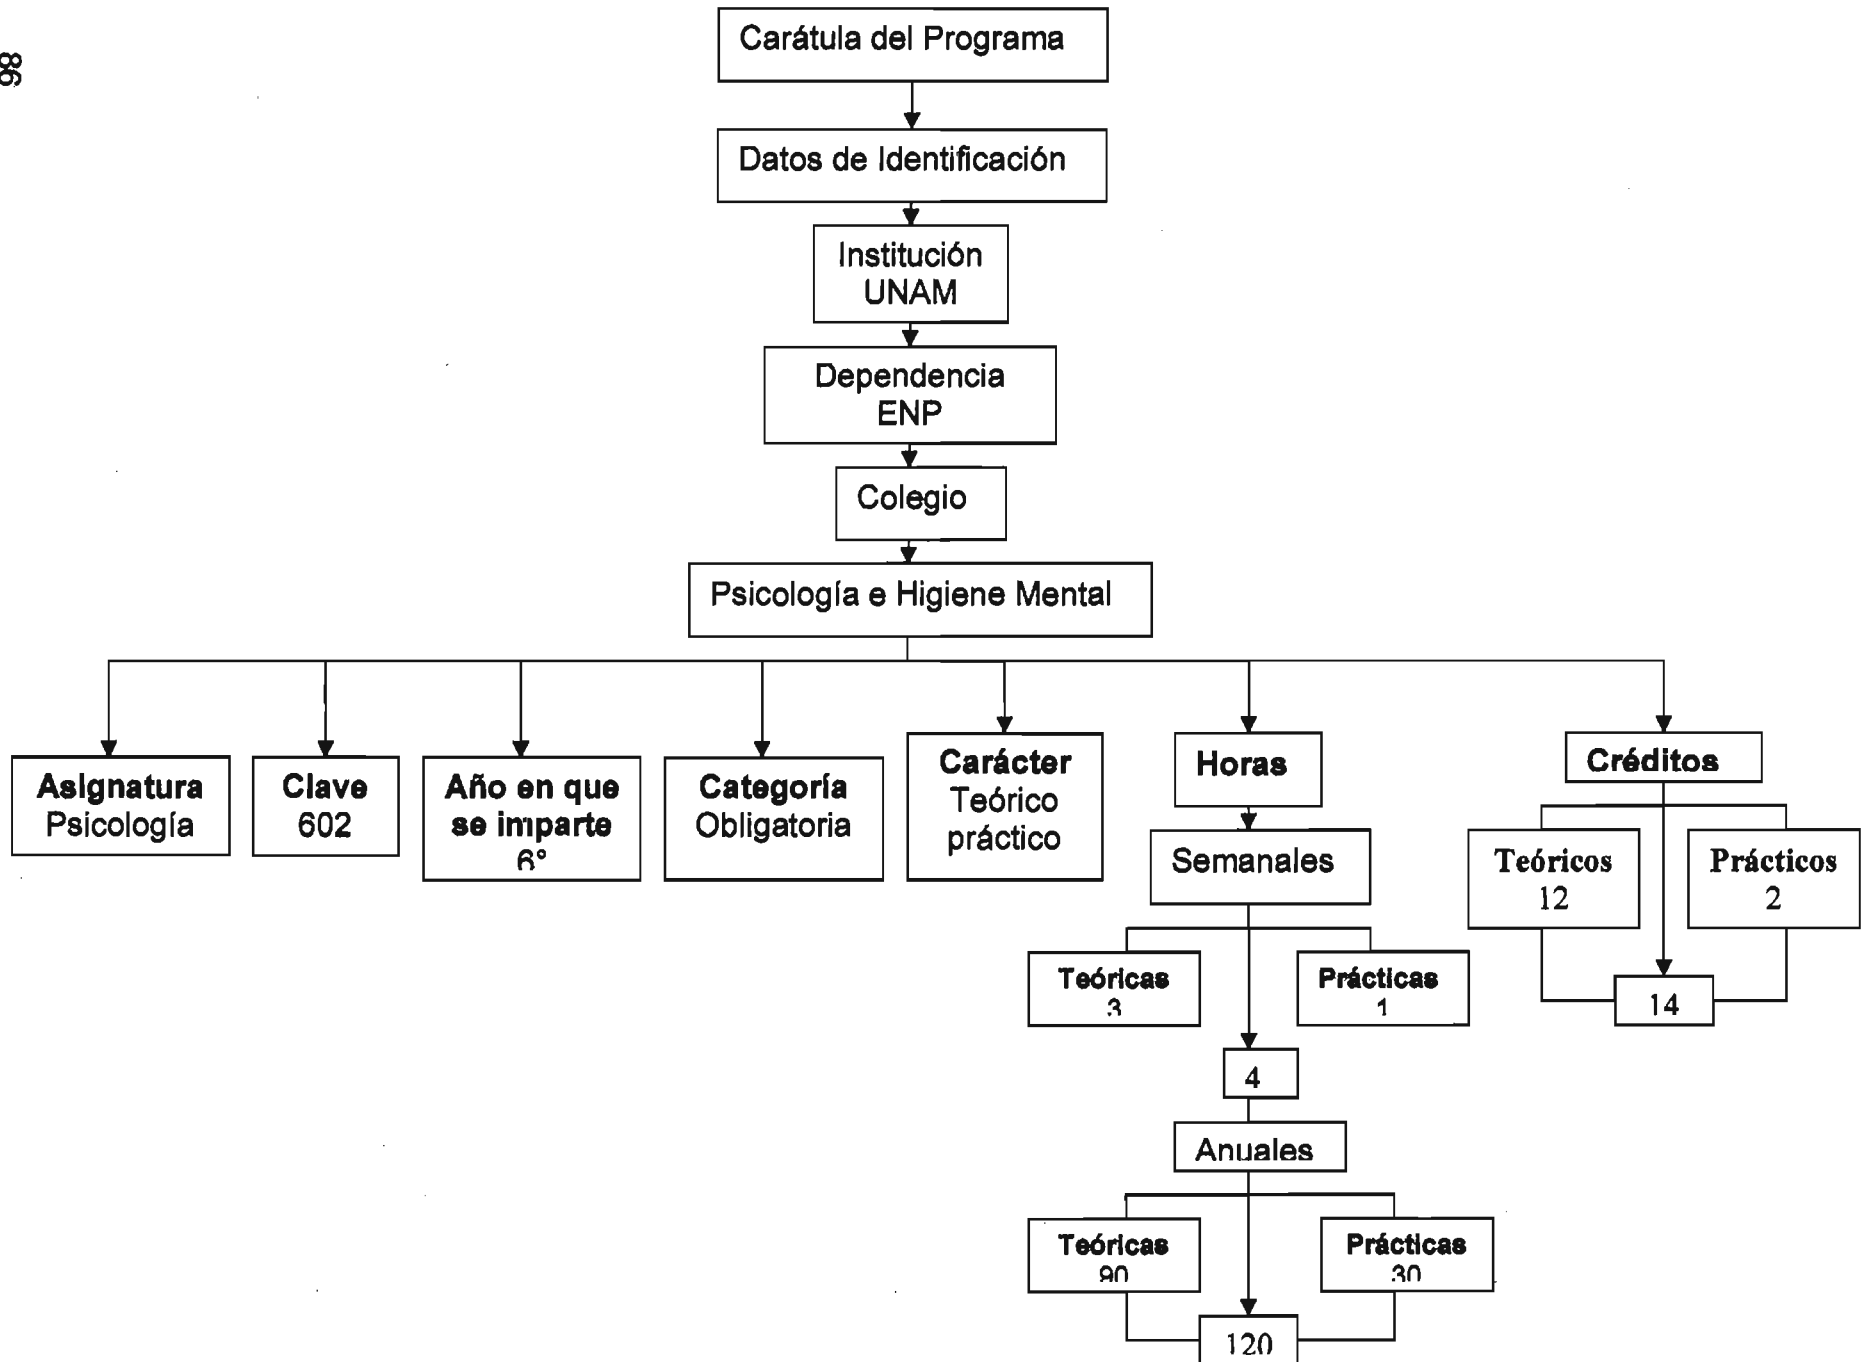 86
Carátula del Programa
Datos de Identificación
Institución
UNAM
Dependencia
ENP
Colegio
Psicología e Higiene Mental
Asignatura
Psicología
Clave
602
Año en que
se imparte
6°
Categoría
Obligatoria
Carácter
Teórico
práctico
Horas
Semanales
Teóricas
3
Prácticas
1
4
Anuales
Teóricas
90
Prácticas
30
120
Créditos
Teóricos
12
Prácticos
2
14